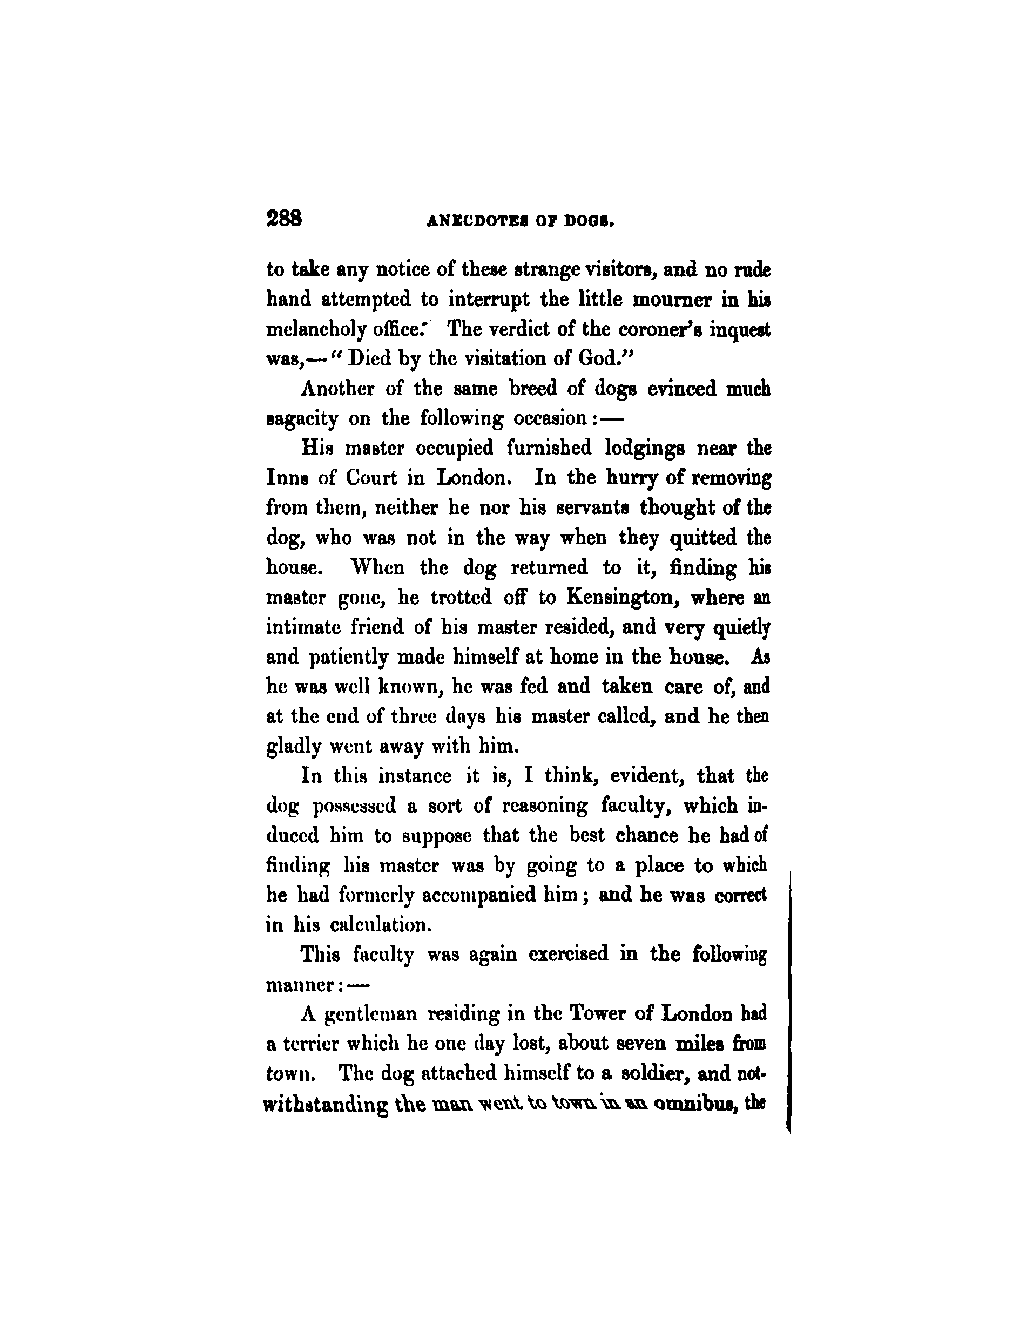 288 ANECDOTES OF DOGS.
to take any notice of these strange visitors, and no rude
hand attempted to interrupt the little mourner in his
melancholy office: The verdict of the coroner's inquest
was,— "Died by the visitation of God."
Another of the same breed of dogs evinced much
sagacity on the following occasion :—
His master occupied furnished lodgings near the
Inns of Court in London. In the hurry of removing
from them, neither he nor his servants thought of the
dog, who was not in the way when they quitted the
house. When the dog returned to it, finding his
master gone, he trotted off to Kensington, where an
intimate friend of his master resided, and very quietly
and patiently made himself at home in the house. As
he was well known, he was fed and taken care of, and
at the end of three days his master called, and he then
gladly went away with him.
In this instance it is, I think, evident, that the
dog possessed a sort of reasoning faculty, which in-
duced him to suppose that the best chance he had of
finding his master was by going to a place to which
he had formerly accompanied him ; and he was correct
in his calculation.
This faculty was again exercised in the following
manner :—
A gentleman residing in the Tower of London had
a terrier which he one day lost, about seven miles from
town. The dog attached himself to a soldier, and not-
withstanding the man went to town in an omnibus, the